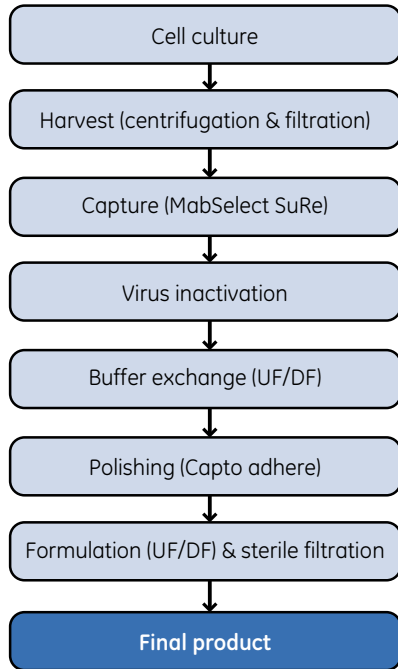 Cell culture
Harvest (centrifugation & filtration)
Capture (MabSelect SuRe)
Virus inactivation
Buffer exchange (UF/DF)
Polishing (Capto adhere)
Formulation (UF/DF) & sterile filtration
Final product